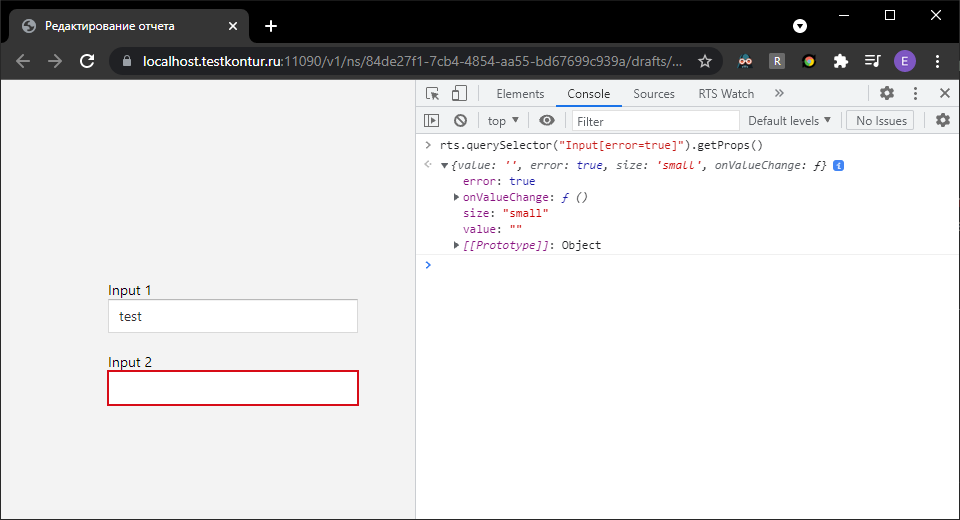 Редактирование отчета
localhost.testkontur.ru:11090/v1/ns/84de27f1-7cb4-4854-aa55-bd67699c939a/drafts/...
R
E
Elements Console Sources RTS Watch »
top Filter Default levels No Issues
rts.querySelector("Input[error=true]").getProps()
{value: '', error: true, size: 'small', onValueChange: ƒ} i
error: true
onValueChange: ƒ ()
size: "small"
value: ""
[[Prototype]]: Object
Input 1
test
Input 2